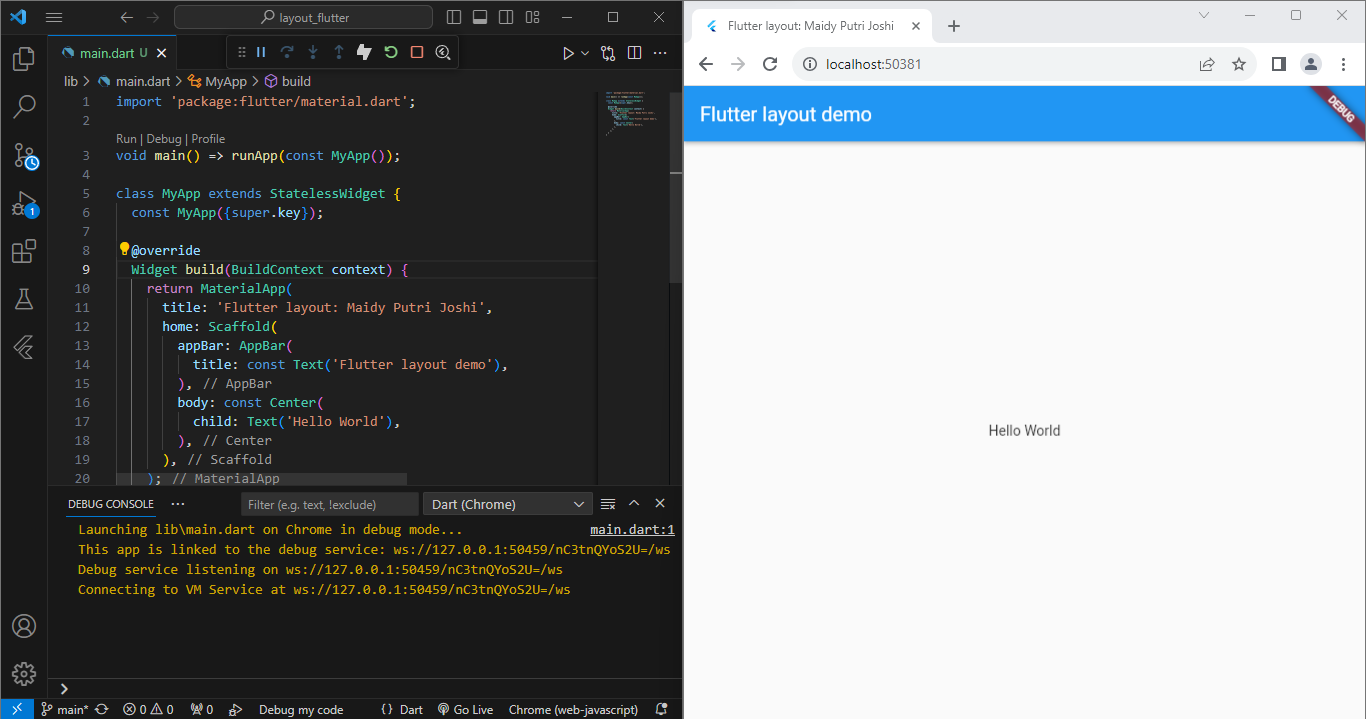 layout_flutter
main.dart U
lib > main.dart > MyApp > build
1 import 'package:flutter/material.dart';
2
Run | Debug | Profile
3 void main() => runApp(const MyApp());
4
5 class MyApp extends StatelessWidget {
6 const MyApp({super.key});
7
8 @override
9 Widget build(BuildContext context) {
10 return MaterialApp(
11 title: 'Flutter layout: Maidy Putri Joshi',
12 home: Scaffold(
13 appBar: AppBar(
14 title: const Text('Flutter layout demo'),
15 ), // AppBar
16 body: const Center(
17 child: Text('Hello World'),
18 ), // Center
19 ), // Scaffold
20 ); // MaterialApp
1
DEBUG CONSOLE
Filter (e.g. text, !exclude)
Dart (Chrome)
Launching lib\main.dart on Chrome in debug mode... main.dart:1
This app is linked to the debug service: ws://127.0.0.1:50459/nC3tnQYoS2U=/ws
Debug service listening on ws://127.0.0.1:50459/nC3tnQYoS2U=/ws
Connecting to VM Service at ws://127.0.0.1:50459/nC3tnQYoS2U=/ws
main* 0 0 0 Debug my code {} Dart Go Live Chrome (web-javascript)
Flutter layout: Maidy Putri Joshi
localhost:50381
Flutter layout demo
DEBUG
Hello World